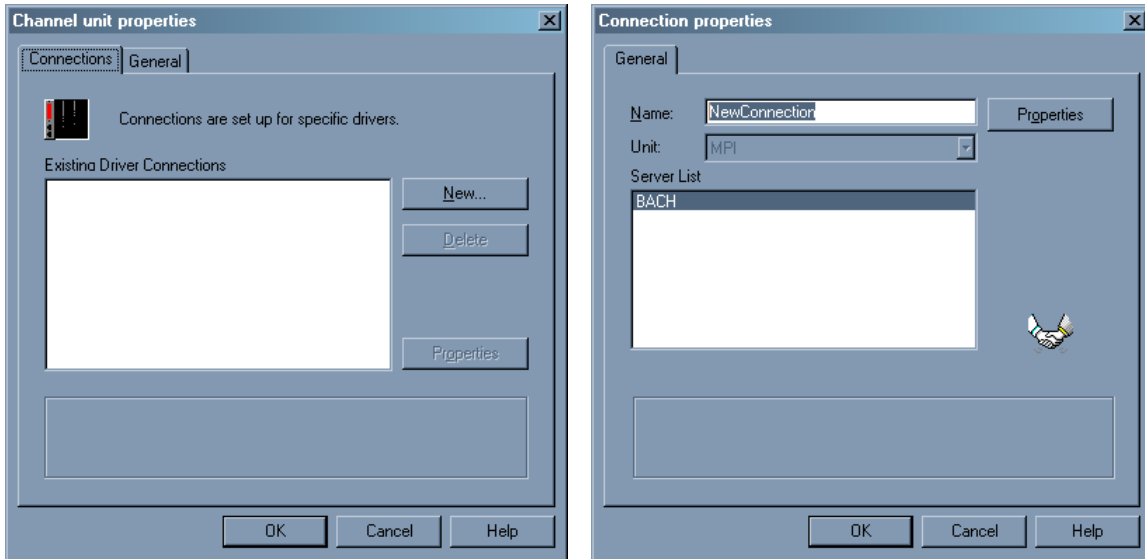 Channel unit properties
Connections General
Connections are set up for specific drivers.
Existing Driver Connections
New...
Delete
Properties
OK Cancel Help
Connection properties
General
Name: NewConnection Properties
Unit: MPI
Server List
BACH
OK Cancel Help